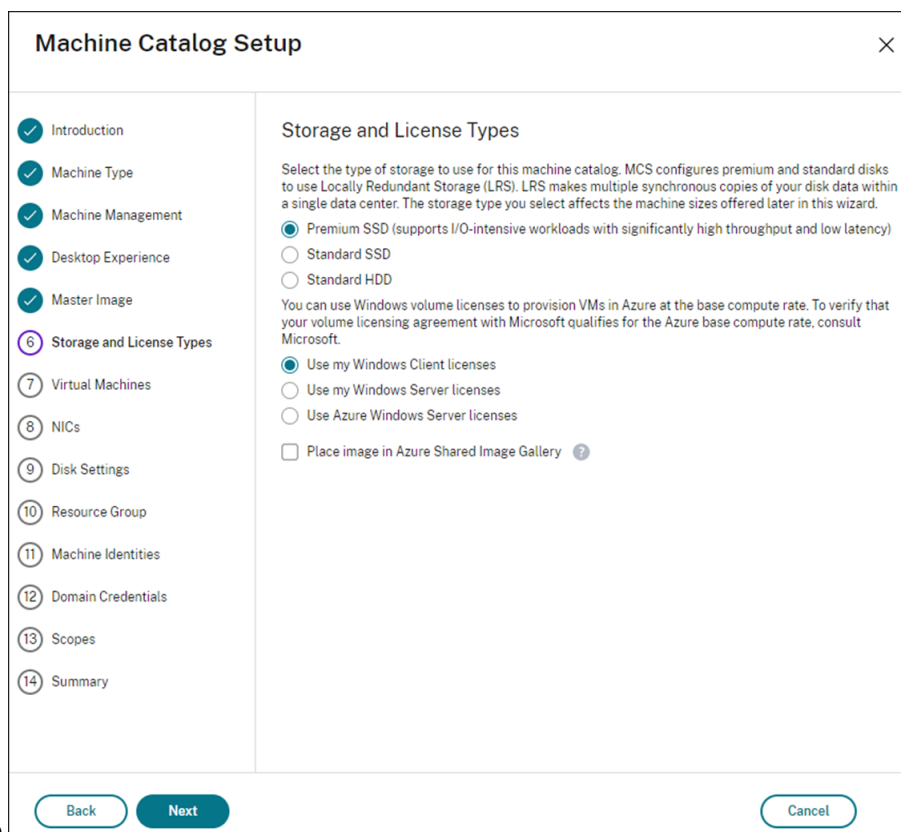 Machine Catalog Setup
Introduction
Machine Type
Machine Management
Desktop Experience
Master Image
6 Storage and License Types
7 Virtual Machines
8 NICs
9 Disk Settings
10 Resource Group
11 Machine Identities
12 Domain Credentials
13 Scopes
14 Summary
Storage and License Types
Select the type of storage to use for this machine catalog. MCS configures premium and standard disks
to use Locally Redundant Storage (LRS). LRS makes multiple synchronous copies of your disk data within
a single data center. The storage type you select affects the machine sizes offered later in this wizard.
Premium SSD (supports I/O-intensive workloads with significantly high throughput and low latency)
Standard SSD
Standard HDD
You can use Windows volume licenses to provision VMs in Azure at the base compute rate. To verify that
your volume licensing agreement with Microsoft qualifies for the Azure base compute rate, consult
Microsoft.
Use my Windows Client licenses
Use my Windows Server licenses
Use Azure Windows Server licenses
Place image in Azure Shared Image Gallery ?
Back
Next
Cancel